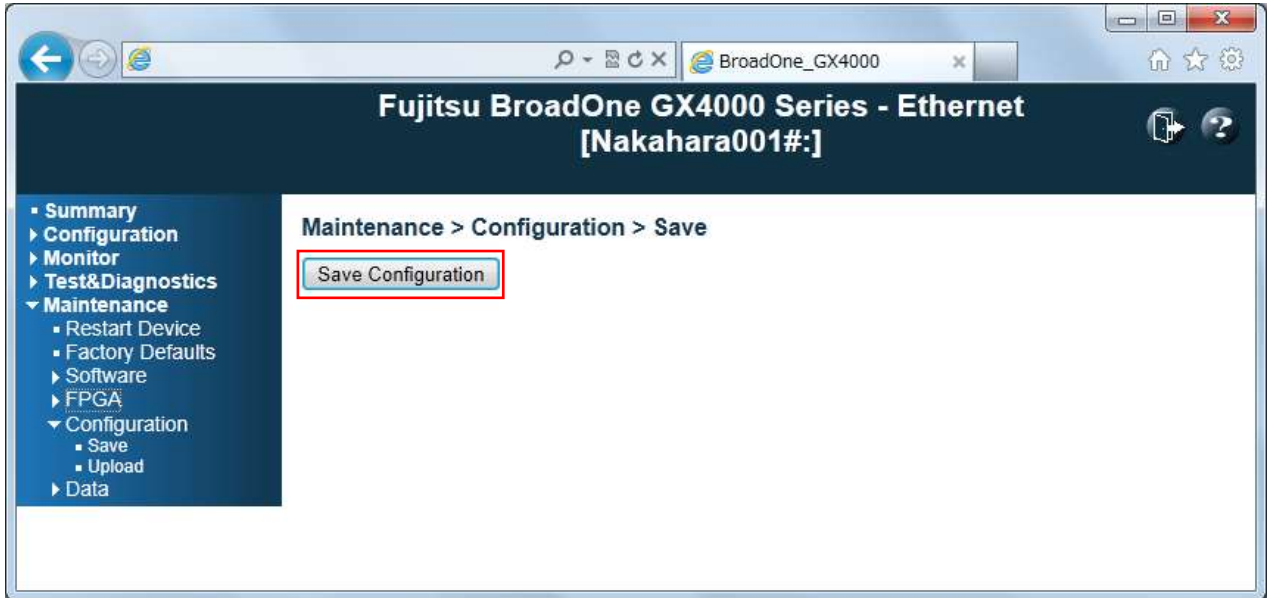 BroadOne_GX4000
Fujitsu BroadOne GX4000 Series - Ethernet
[Nakahara001#:]
Summary
Configuration
Monitor
Test&Diagnostics
Maintenance
Restart Device
Factory Defaults
Software
FPGA
Configuration
Save
Upload
Data
Maintenance > Configuration > Save
Save Configuration